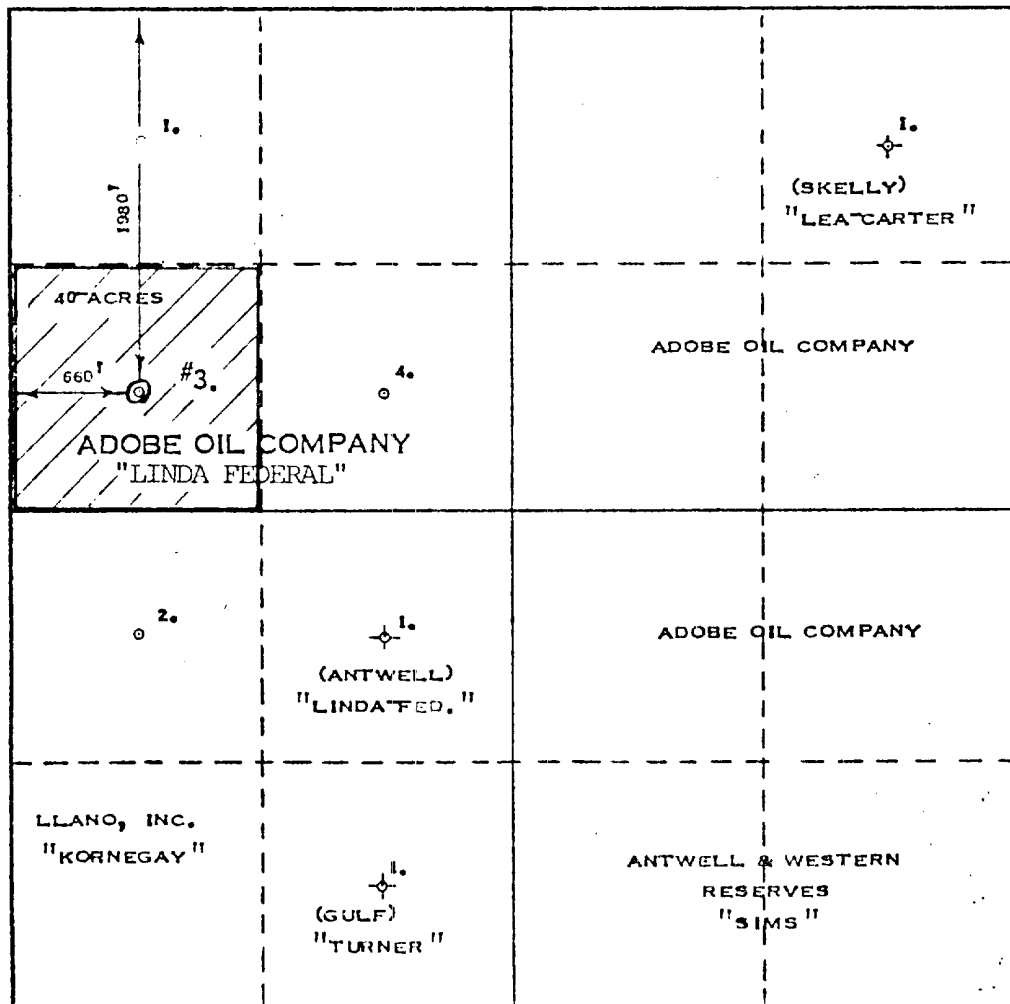 1.
1.
1980'
(SKELLY)
"LEA-CARTER"
40-ACRES
ADOBE OIL COMPANY
660'
#3.
4.
ADOBE OIL COMPANY
"LINDA FEDERAL"
2.
1.
ADOBE OIL COMPANY
(ANTWELL)
"LINDA-FED."
LLANO, INC.
"KORNEGAY"
1.
ANTWELL & WESTERN
RESERVES
"SIMS"
(GULF)
"TURNER"